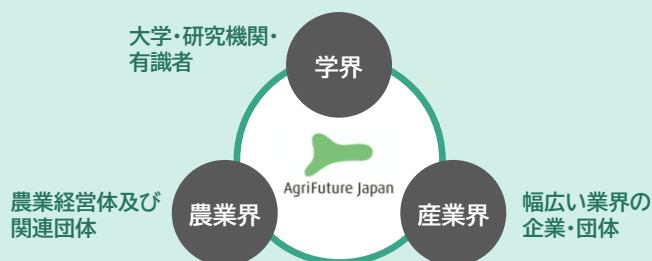 大学・研究機関・
有識者
学界
AgriFuture Japan
農業経営体及び
関連団体
農業界
産業界
幅広い業界の
企業・団体